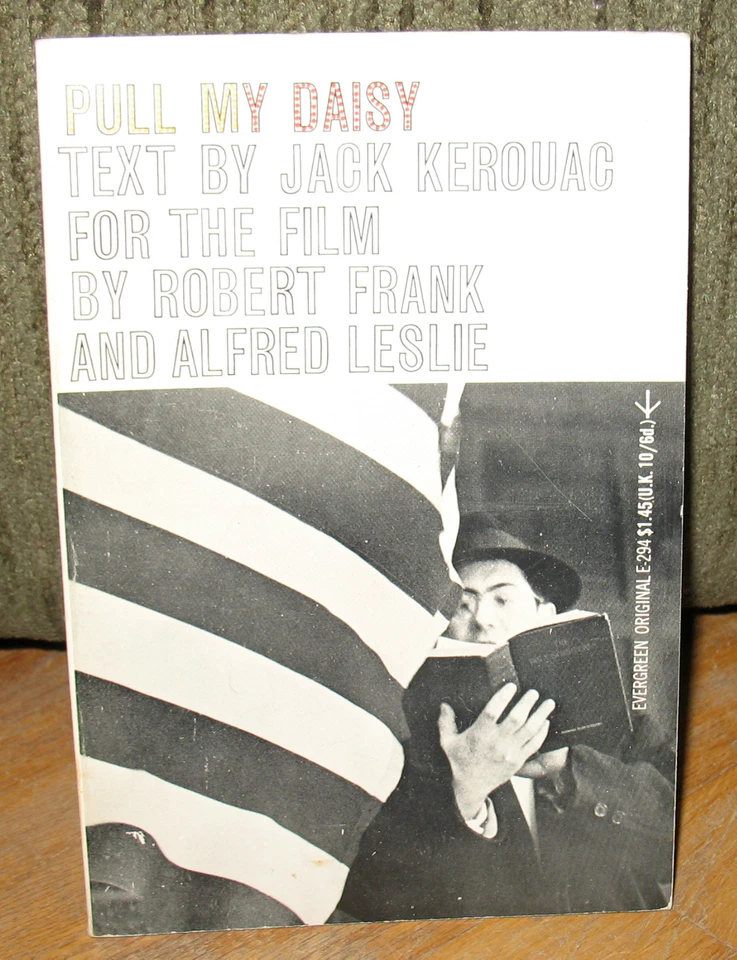 PULL MY DAISY
TEXT BY JACK KEROUAC
FOR THE FILM
BY ROBERT FRANK
AND ALFRED LESLIE
EVERGREEN ORIGINAL E-294 $1.45 (U.K. 10/6d.)